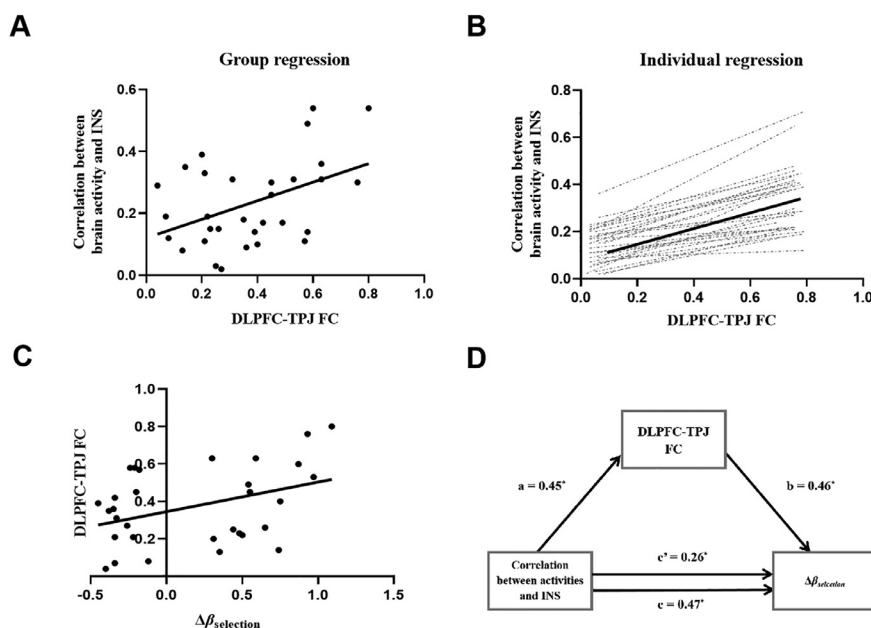 A
Group regression
Correlation between
brain activity and INS
0.6
0.4
0.2
0.0
0.0 0.2 0.4 0.6 0.8 1.0
DLPFC-TPJ FC
B
Individual regression
Correlation between
brain activity and INS
0.8
0.6
0.4
0.2
0.0
0.0 0.2 0.4 0.6 0.8 1.0
DLPFC-TPJ FC
C
DLPFC-TPJ FC
1.0
0.8
0.6
0.4
0.2
-0.5 0.0 0.5 1.0 1.5
Δβselection
D
DLPFC-TPJ
FC
a = 0.45*
b = 0.46*
Correlation
between activities
and INS
c' = 0.26*
c = 0.47*
Δβselcetion